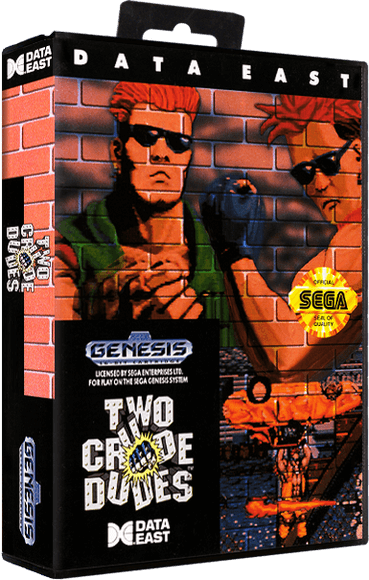 DATA
EAST
TWO
CRUDE
DUDES
GENESIS
DATA EAST
OFFICIAL
SEGA
SEAL OF
QUALITY
GENESIS
LICENSED BY SEGA ENTERPRISES LTD.
FOR PLAY ON THE SEGA GENESIS SYSTEM
TWO
CRUDE
DUDES
TM
DATA
EAST